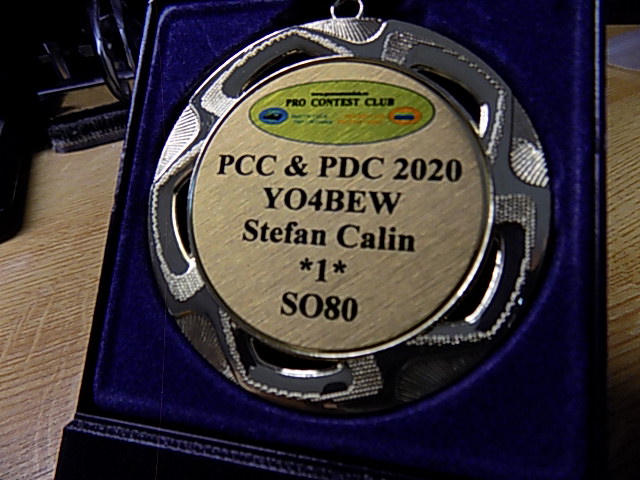 PRO CONTEST CLUB
PCC & PDC 2020
YO4BEW
Stefan Calin
*1*
SO80